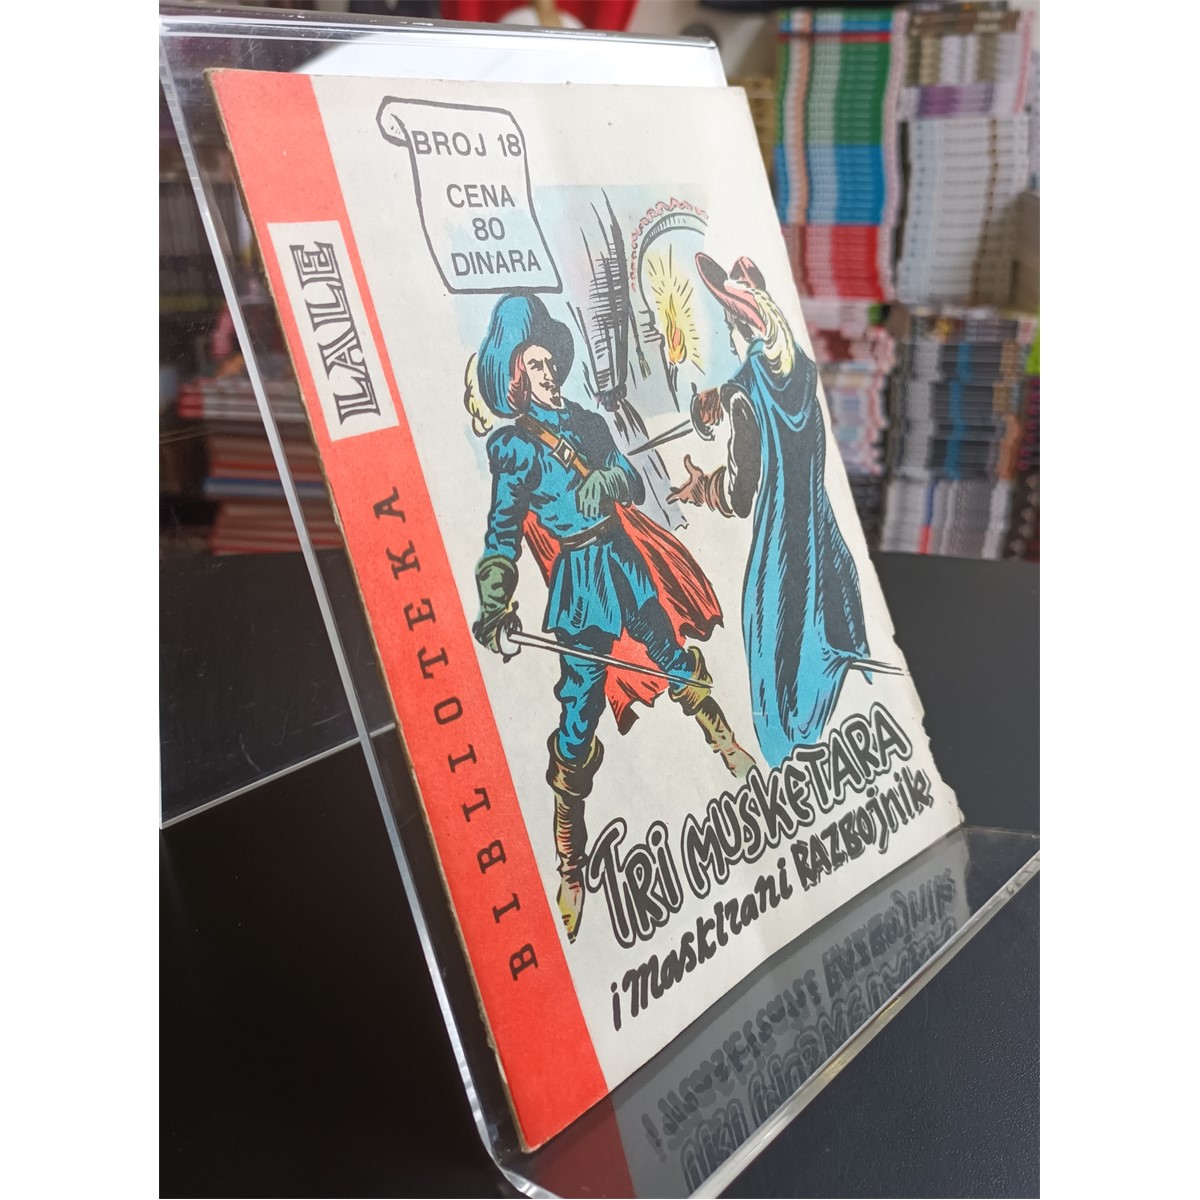 BROJ 18
CENA
80
DINARA
BIBLIOTEKA LALE
TRI MUSKETARA
i maskirani RAZBOJNIK